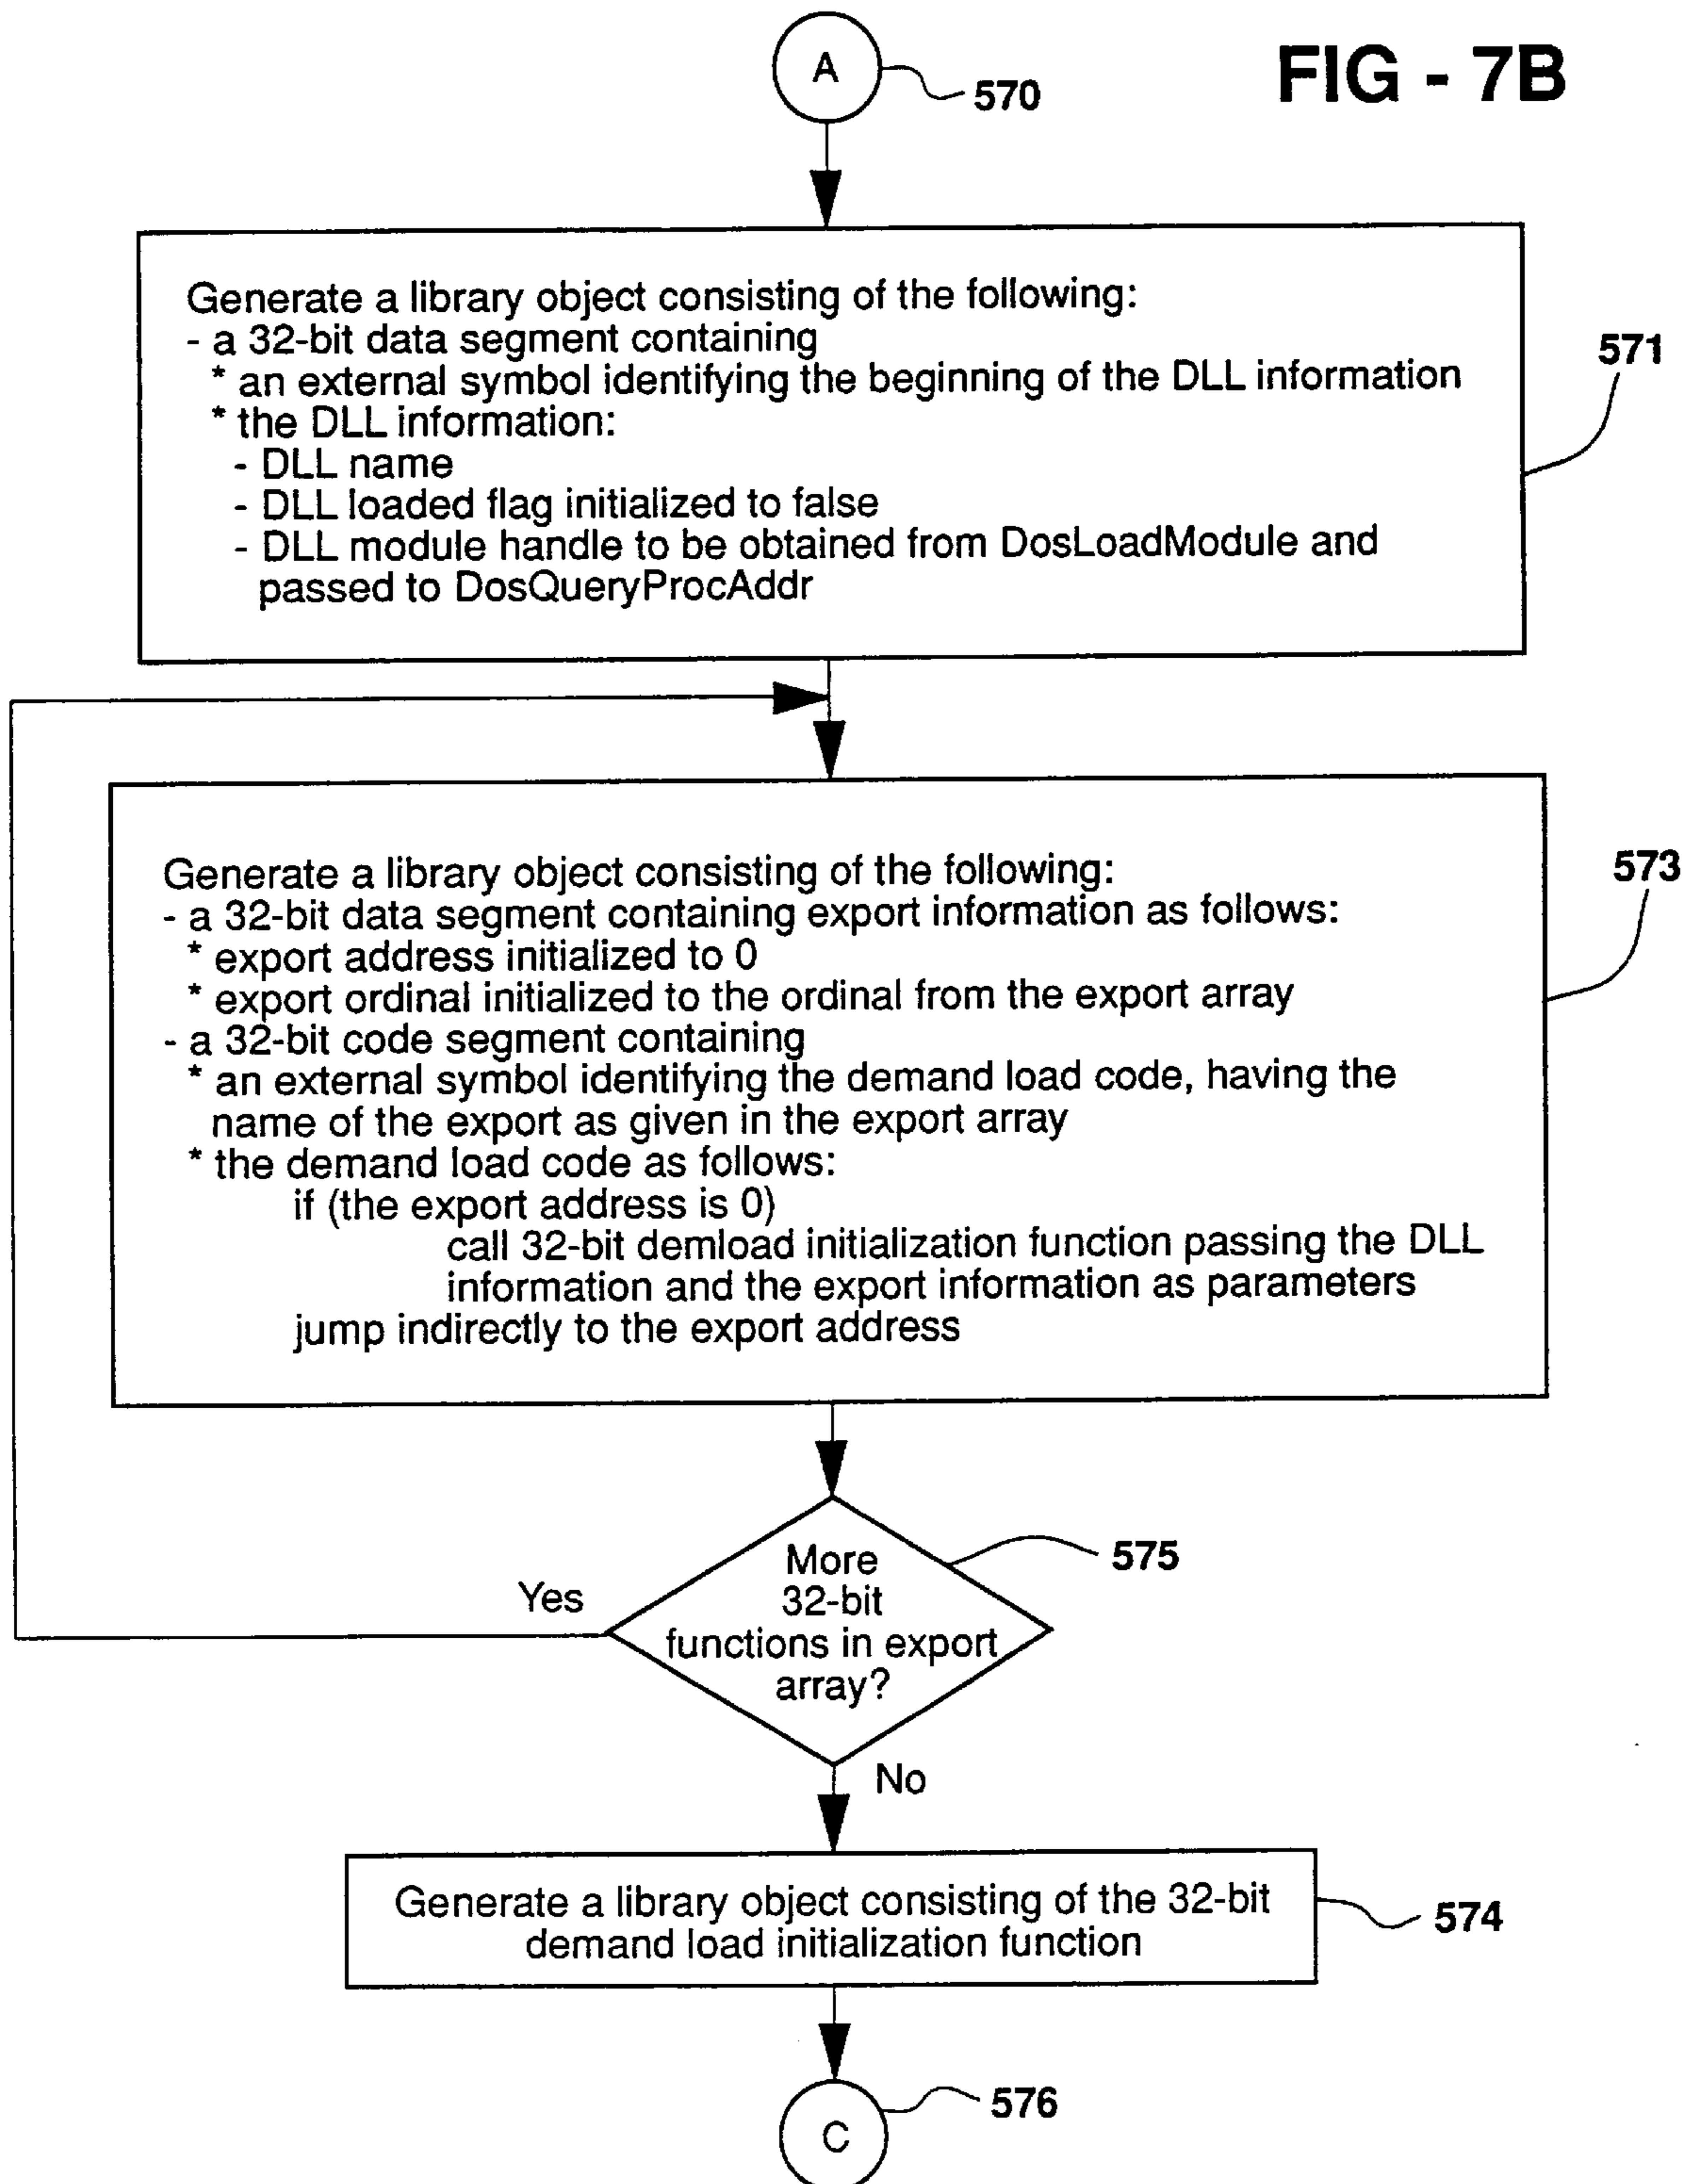 A
570
FIG - 7B
Generate a library object consisting of the following:
- a 32-bit data segment containing
* an external symbol identifying the beginning of the DLL information
* the DLL information:
- DLL name
- DLL loaded flag initialized to false
- DLL module handle to be obtained from DosLoadModule and
passed to DosQueryProcAddr
571
Generate a library object consisting of the following:
- a 32-bit data segment containing export information as follows:
* export address initialized to 0
* export ordinal initialized to the ordinal from the export array
- a 32-bit code segment containing
* an external symbol identifying the demand load code, having the
name of the export as given in the export array
* the demand load code as follows:
if (the export address is 0)
call 32-bit demload initialization function passing the DLL
information and the export information as parameters
jump indirectly to the export address
573
More
32-bit
functions in export
array?
575
Yes
No
Generate a library object consisting of the 32-bit
demand load initialization function
574
C
576